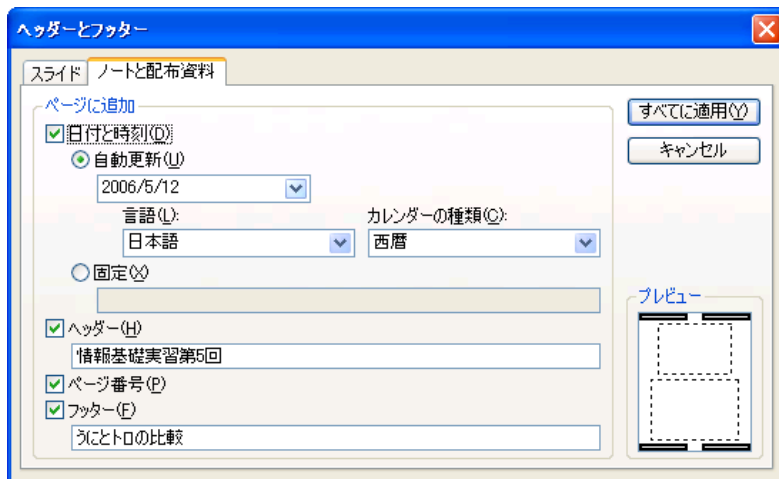 ヘッダーとフッター
スライド ノートと配布資料
ページに追加
すべてに適用(Y)
日付と時刻(D)
キャンセル
自動更新(U)
2006/5/12
言語(L): カレンダーの種類(C):
日本語 西暦
固定(X)
プレビュー
ヘッダー(H)
情報基礎実習第5回
ページ番号(P)
フッター(F)
うにとトロの比較